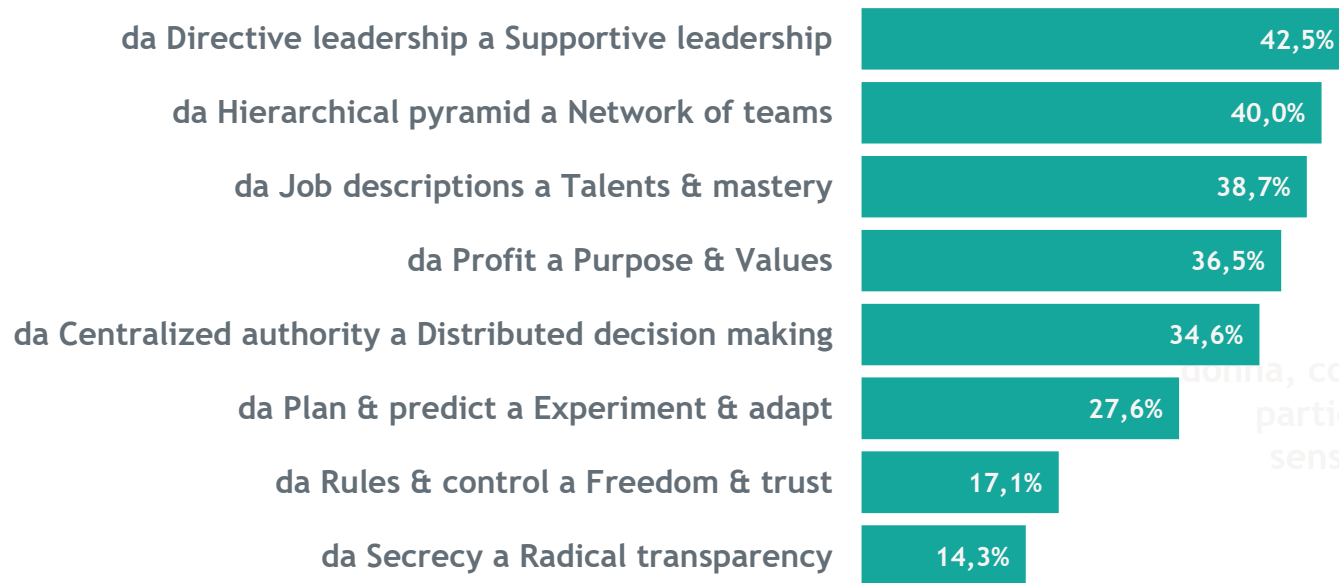 da Directive leadership a Supportive leadership 42,5%
da Hierarchical pyramid a Network of teams 40,0%
da Job descriptions a Talents & mastery 38,7%
da Profit a Purpose & Values 36,5%
da Centralized authority a Distributed decision making 34,6%
donna,
da Plan & predict a Experiment & adapt 27,6%
da Rules & control a Freedom & trust 17,1%
da Secrecy a Radical transparency 14,3%